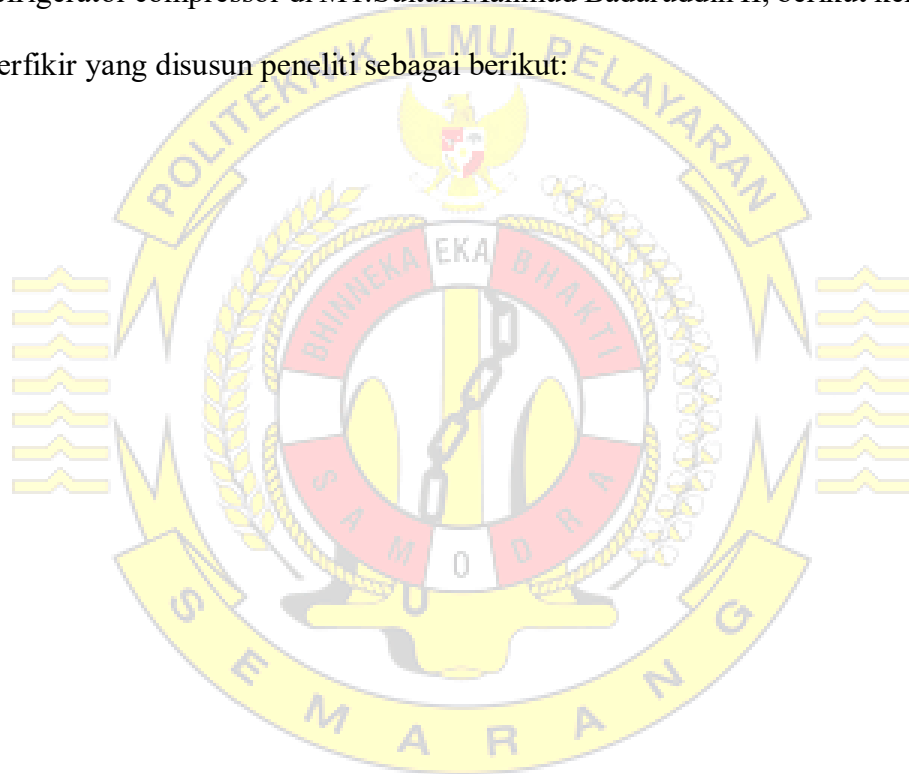 refrigerator compressor di MT.Sultan Mahmud Badaruddin II, berikut
erfikir yang disusun peneliti sebagai berikut:
POLITEKNIK ILMU PELAYARAN
EKA
BHINNEKA
BHAKTI
SAMODRA
SEMARANG